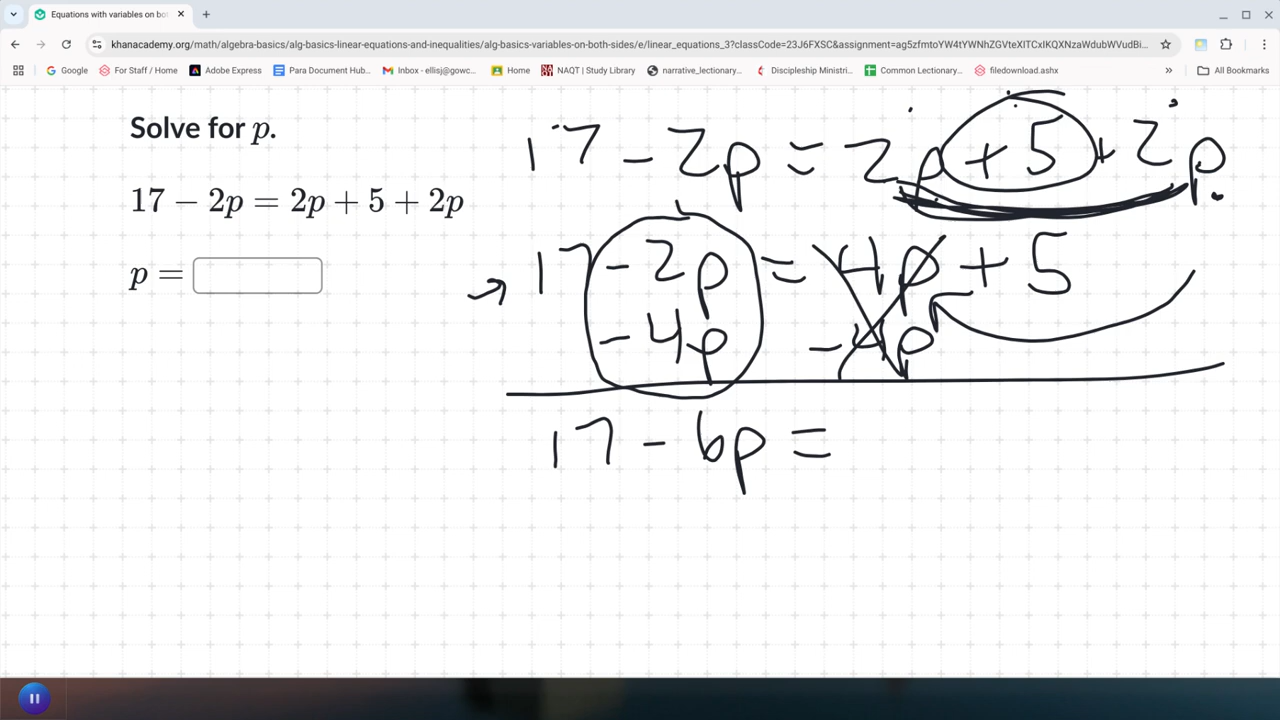 Equations with variables on bot
khanacademy.org/math/algebra-basics/alg-basics-linear-equations-and-inequalities/alg-basics-variables-on-both-sides/e/linear_equations_3?classCode=23J6FXSC&assignment=ag5zfmtoYW4tYWNhZGVteXITCxIKQXNzaWdubWVudBi...
Google For Staff / Home Adobe Express Para Document Hub... Inbox - ellisj@gowc... Home NAQT | Study Library narrative_lectionary... Discipleship Ministri... Common Lectionary... filedownload.ashx » All Bookmarks
Solve for p.
17 − 2p = 2p + 5 + 2p
p =
17 - 2p = 2p + 5 + 2p
→ 17 - 2p = 4p + 5
- 4p - 4p
17 - 6p =